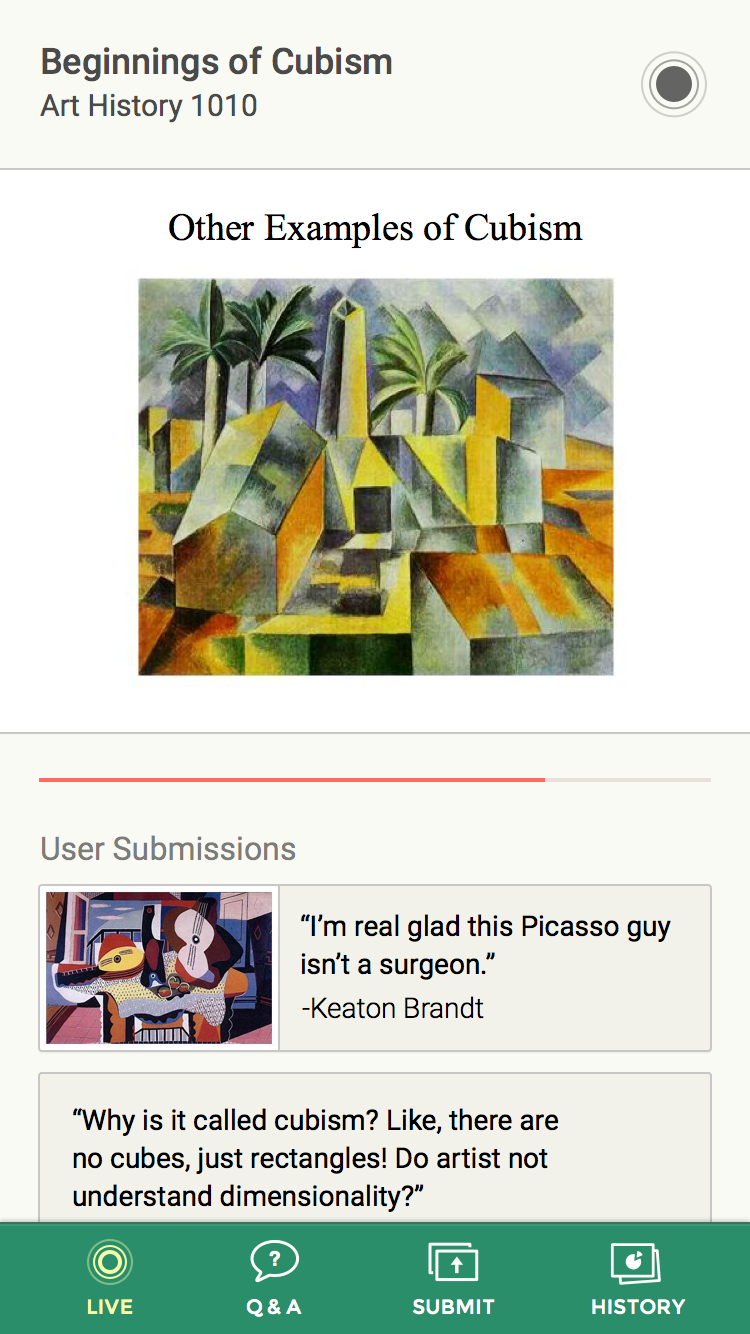 Beginnings of Cubism
Art History 1010
Other Examples of Cubism
User Submissions
“I’m real glad this Picasso guy
isn’t a surgeon.”
-Keaton Brandt
“Why is it called cubism? Like, there are
no cubes, just rectangles! Do artist not
understand dimensionality?”
?
LIVE
Q & A
SUBMIT
HISTORY